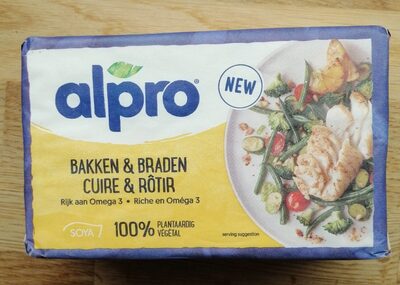 alpro®
NEW
BAKKEN & BRADEN
CUIRE & RÔTIR
Rijk aan Omega 3 • Riche en Oméga 3
SOYA
100% PLANTAARDIG
VÉGÉTAL
serving suggestion